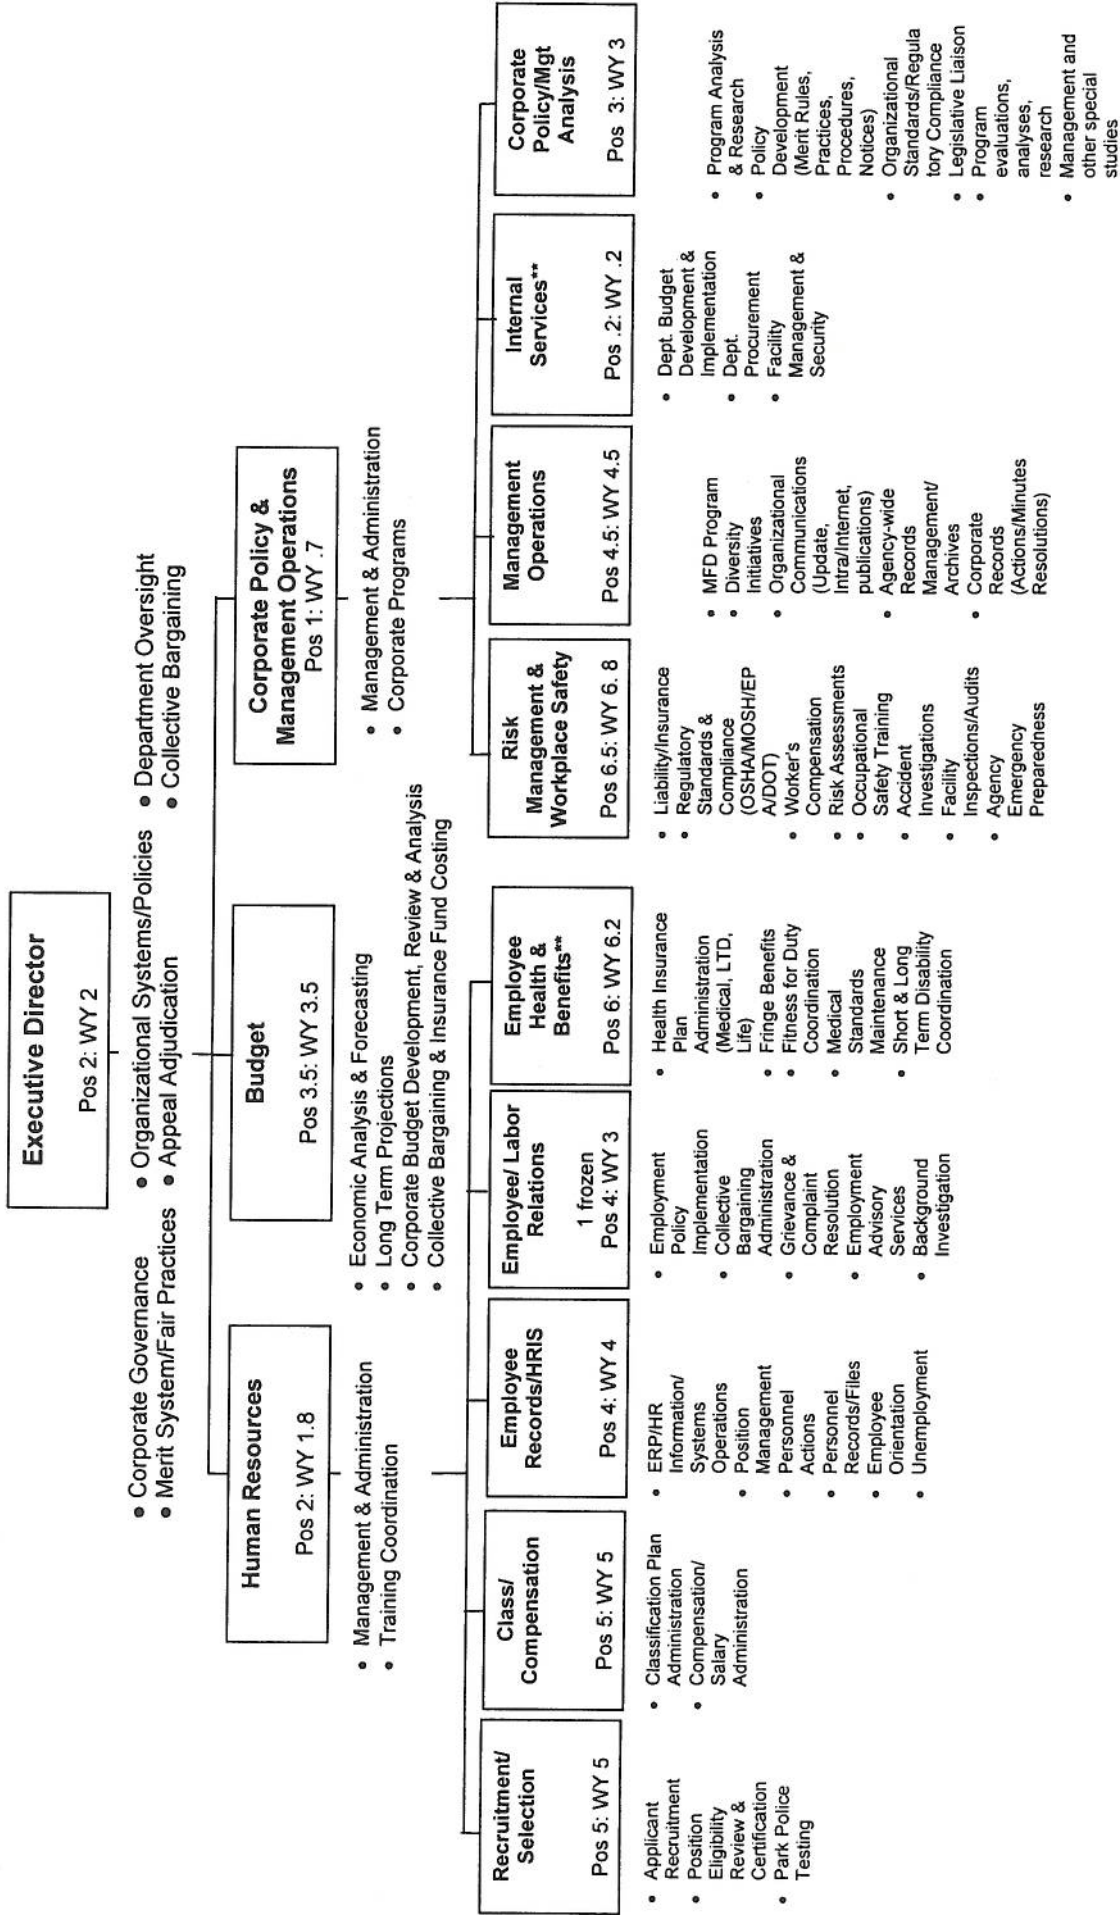 Executive Director
Pos 2: WY 2
• Corporate Governance
• Merit System/Fair Practices
• Organizational Systems/Policies
• Appeal Adjudication
• Department Oversight
• Collective Bargaining
Human Resources
Pos 2: WY 1.8
• Management & Administration
• Training Coordination
Budget
Pos 3.5: WY 3.5
• Economic Analysis & Forecasting
• Long Term Projections
• Corporate Budget Development, Review & Analysis
• Collective Bargaining & Insurance Fund Costing
Corporate Policy &
Management Operations
Pos 1: WY .7
• Management & Administration
• Corporate Programs
Recruitment/
Selection
Pos 5: WY 5
• Applicant
Recruitment
• Position
Eligibility
Review &
Certification
• Park Police
Testing
Class/
Compensation
Pos 5: WY 5
• Classification Plan
Administration
• Compensation/
Salary
Administration
Employee
Records/HRIS
Pos 4: WY 4
• ERP/HR
Information/
Systems
Operations
• Position
Management
• Personnel
Actions
• Personnel
Records/Files
• Employee
Orientation
• Unemployment
Employee/ Labor
Relations
1 frozen
Pos 4: WY 3
• Employment
Policy
Implementation
• Collective
Bargaining
Administration
• Grievance &
Complaint
Resolution
• Employment
Advisory
Services
• Background
Investigation
Employee
Health &
Benefits**
Pos 6: WY 6.2
• Health Insurance
Plan
Administration
(Medical, LTD,
Life)
• Fringe Benefits
• Fitness for Duty
Coordination
• Medical
Standards
Maintenance
• Short & Long
Term Disability
Coordination
Risk
Management &
Workplace Safety
Pos 6.5: WY 6. 8
• Liability/Insurance
• Regulatory
Standards &
Compliance
(OSHA/MOSH/EP
A/DOT)
• Worker's
Compensation
• Risk Assessments
• Occupational
Safety Training
• Accident
Investigations
• Facility
Inspections/Audits
• Agency
Emergency
Preparedness
Management
Operations
Pos 4.5: WY 4.5
• MFD Program
• Diversity
Initiatives
• Organizational
Communications
(Update,
Intra/Internet,
publications)
• Agency-wide
Records
Management/
Archives
• Corporate
Records
(Actions/Minutes
Resolutions)
Internal
Services**
Pos .2: WY .2
• Dept. Budget
Development &
Implementation
• Dept.
Procurement
• Facility
Management &
Security
Corporate
Policy/Mgt
Analysis
Pos 3: WY 3
• Program Analysis
& Research
• Policy
Development
(Merit Rules,
Practices,
Procedures,
Notices)
• Organizational
Standards/Regula
tory Compliance
• Legislative Liaison
• Program
evaluations,
analyses,
research
• Management and
other special
studies